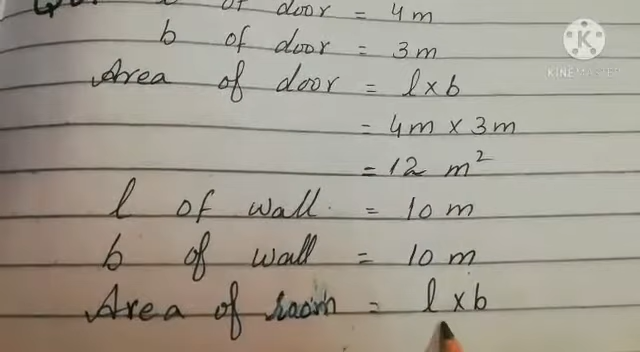 of door = 4 m
b of door = 3 m
Area of door = l x b
= 4m x 3m
= 12 m²
l of wall. = 10 m
b of wall = 10 m
Area of room = l x b
K
KINEMASTER